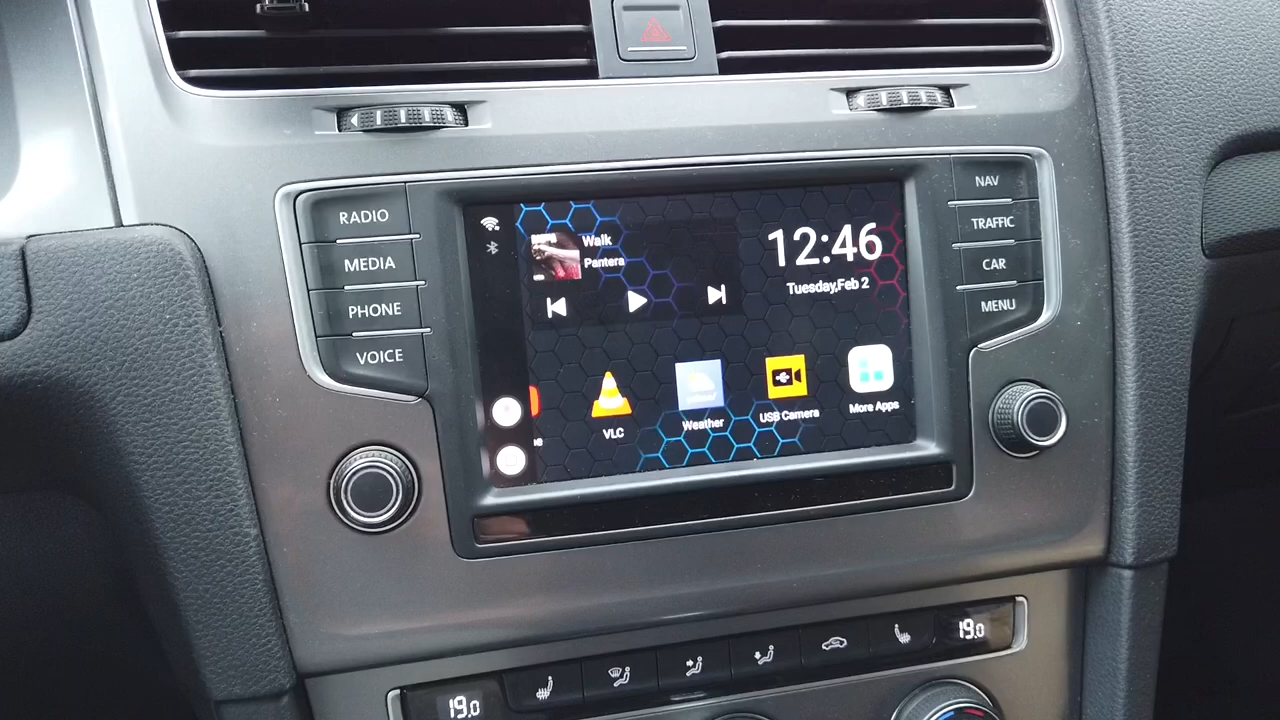 RADIO
MEDIA
PHONE
VOICE
NAV
TRAFFIC
CAR
MENU
Walk
Pantera
12:46
Tuesday,Feb 2
VLC
Weather
USB Camera
More Apps
19.0
19.0